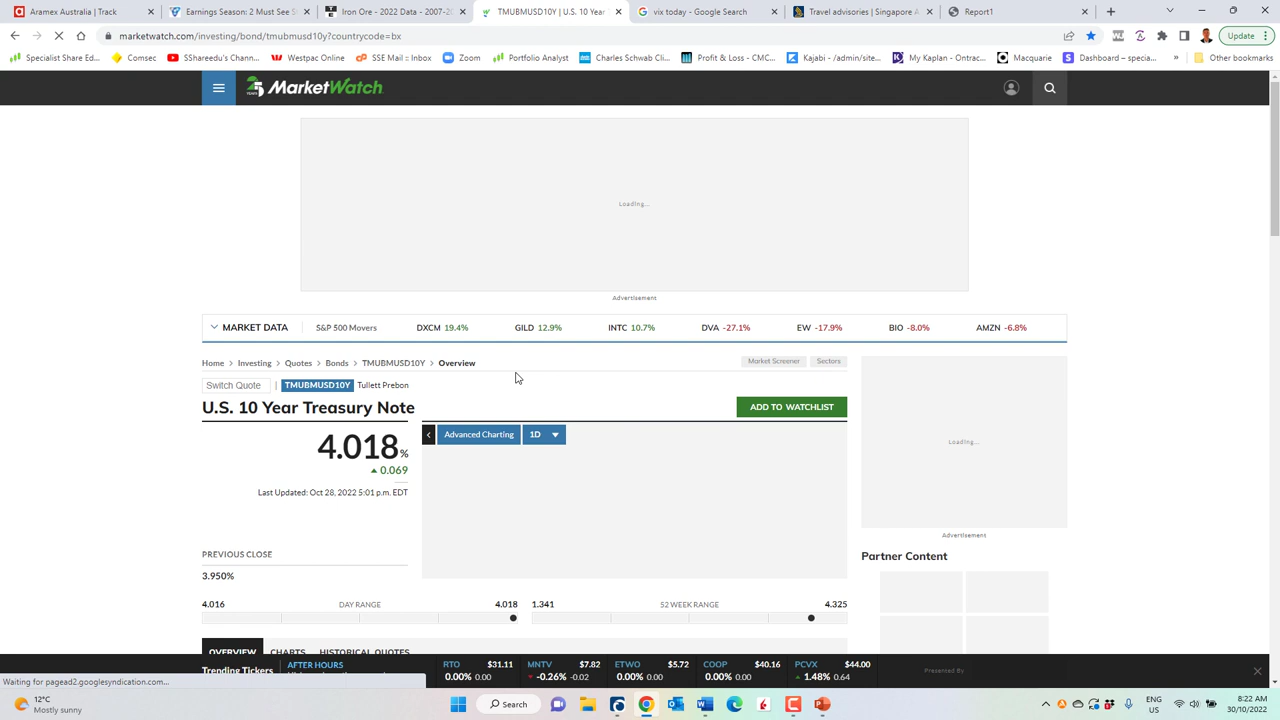 Aramex Australia | Track
Earnings Season: 2 Must See S
Iron Ore - 2022 Data - 2007-20
TMUBMUSD10Y | U.S. 10 Year
vix today - Google Search
Travel advisories | Singapore A
Report1
marketwatch.com/investing/bond/tmubmusd10y?countrycode=bx
Update
Specialist Share Ed...
Comsec
SShareedu's Chann...
Westpac Online
SSE Mail :: Inbox
Zoom
Portfolio Analyst
Charles Schwab Cli...
Profit & Loss - CMC...
Kajabi - /admin/site...
My Kaplan - Ontrac...
Macquarie
Dashboard – specia...
»
Other bookmarks
MarketWatch
Loading...
Advertisement
MARKET DATA
S&P 500 Movers
DXCM 19.4%
GILD 12.9%
INTC 10.7%
DVA -27.1%
EW -17.9%
BIO -8.0%
AMZN -6.8%
Home > Investing > Quotes > Bonds > TMUBMUSD10Y > Overview
Market Screener
Sectors
Switch Quote | TMUBMUSD10Y Tullett Prebon
U.S. 10 Year Treasury Note
ADD TO WATCHLIST
4.018%
0.069
Last Updated: Oct 28, 2022 5:01 p.m. EDT
Advanced Charting
1D
Loading...
Advertisement
PREVIOUS CLOSE
3.950%
Partner Content
4.016 DAY RANGE 4.018
1.341 52 WEEK RANGE 4.325
OVERVIEW CHARTS HISTORICAL QUOTES
Trending Tickers
AFTER HOURS
RTO $31.11
0.00% 0.00
MNTV $7.82
-0.26% -0.02
ETWO $5.72
0.00% 0.00
COOP $40.16
0.00% 0.00
PCVX $44.00
1.48% 0.64
Presented By
Waiting for pagead2.googlesyndication.com...
12°C
Mostly sunny
Search
ENG
US
8:22 AM
30/10/2022